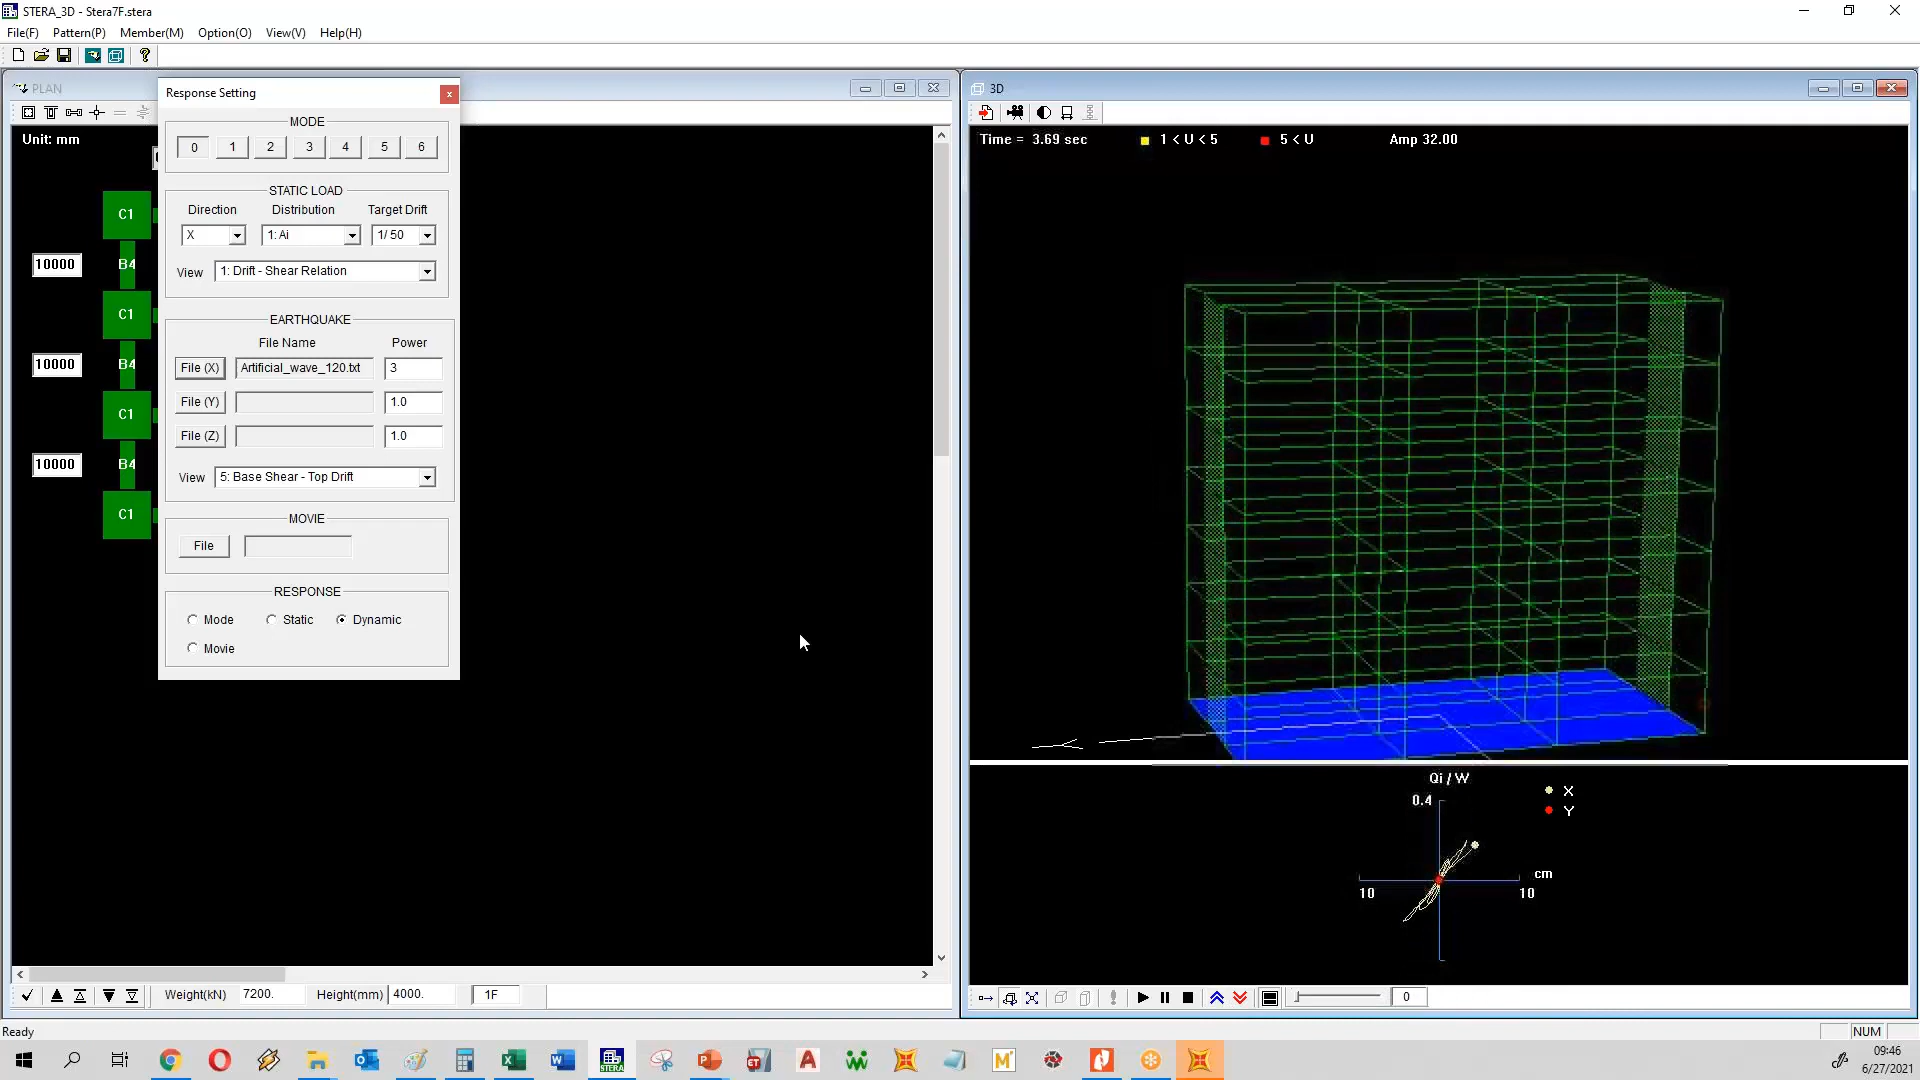 STERA_3D - Stera7F.stera
File(F) Pattern(P) Member(M) Option(O) View(V) Help(H)
PLAN
Unit: mm
C1
10000 B4
C1
10000 B4
C1
10000 B4
C1
Response Setting
MODE
0 1 2 3 4 5 6
STATIC LOAD
Direction Distribution Target Drift
X 1: Ai 1/ 50
View 1: Drift - Shear Relation
EARTHQUAKE
File Name Power
File (X) Artificial_wave_120.txt 3
File (Y) 1.0
File (Z) 1.0
View 5: Base Shear - Top Drift
MOVIE
File
RESPONSE
Mode Static Dynamic
Movie
Weight(kN) 7200. Height(mm) 4000. 1F
3D
Time = 3.69 sec 1 < U < 5 5 < U Amp 32.00
Qi / W
0.4
X
Y
cm
10 10
0
Ready
NUM
STERA
09:46
6/27/2021